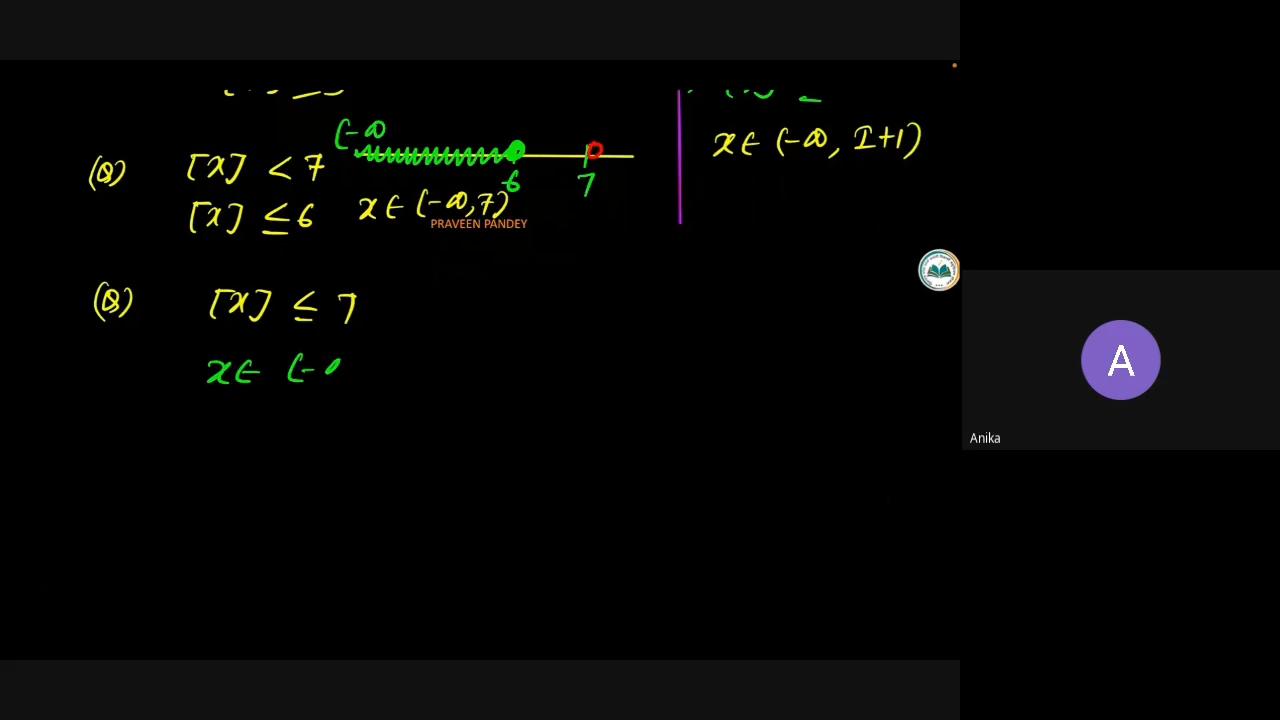 (-∞
x ∈ (-∞, I+1)
(Q) [x] < 7
6 7
[x] ≤ 6 x ∈ (-∞, 7)
PRAVEEN PANDEY
(Q) [x] ≤ 7
x ∈ (-
A
Anika